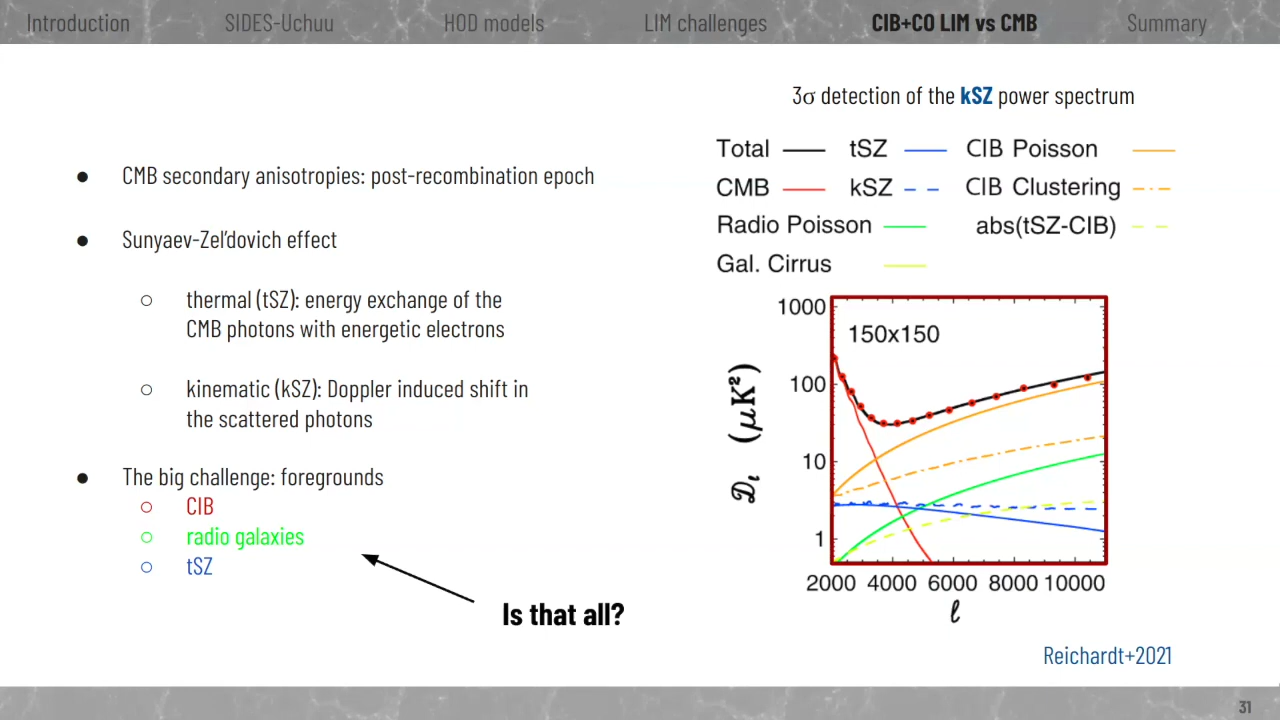 Introduction SIDES-Uchuu HOD models LIM challenges CIB+CO LIM vs CMB Summary
● CMB secondary anisotropies: post-recombination epoch
● Sunyaev-Zel'dovich effect
○ thermal (tSZ): energy exchange of the
CMB photons with energetic electrons
○ kinematic (kSZ): Doppler induced shift in
the scattered photons
● The big challenge: foregrounds
○ CIB
○ radio galaxies
○ tSZ
Is that all?
3σ detection of the kSZ power spectrum
Total tSZ CIB Poisson
CMB kSZ CIB Clustering
Radio Poisson abs(tSZ-CIB)
Gal. Cirrus
150x150
1000
100
10
1
𝒟ℓ (μK²)
2000 4000 6000 8000 10000
ℓ
Reichardt+2021
31